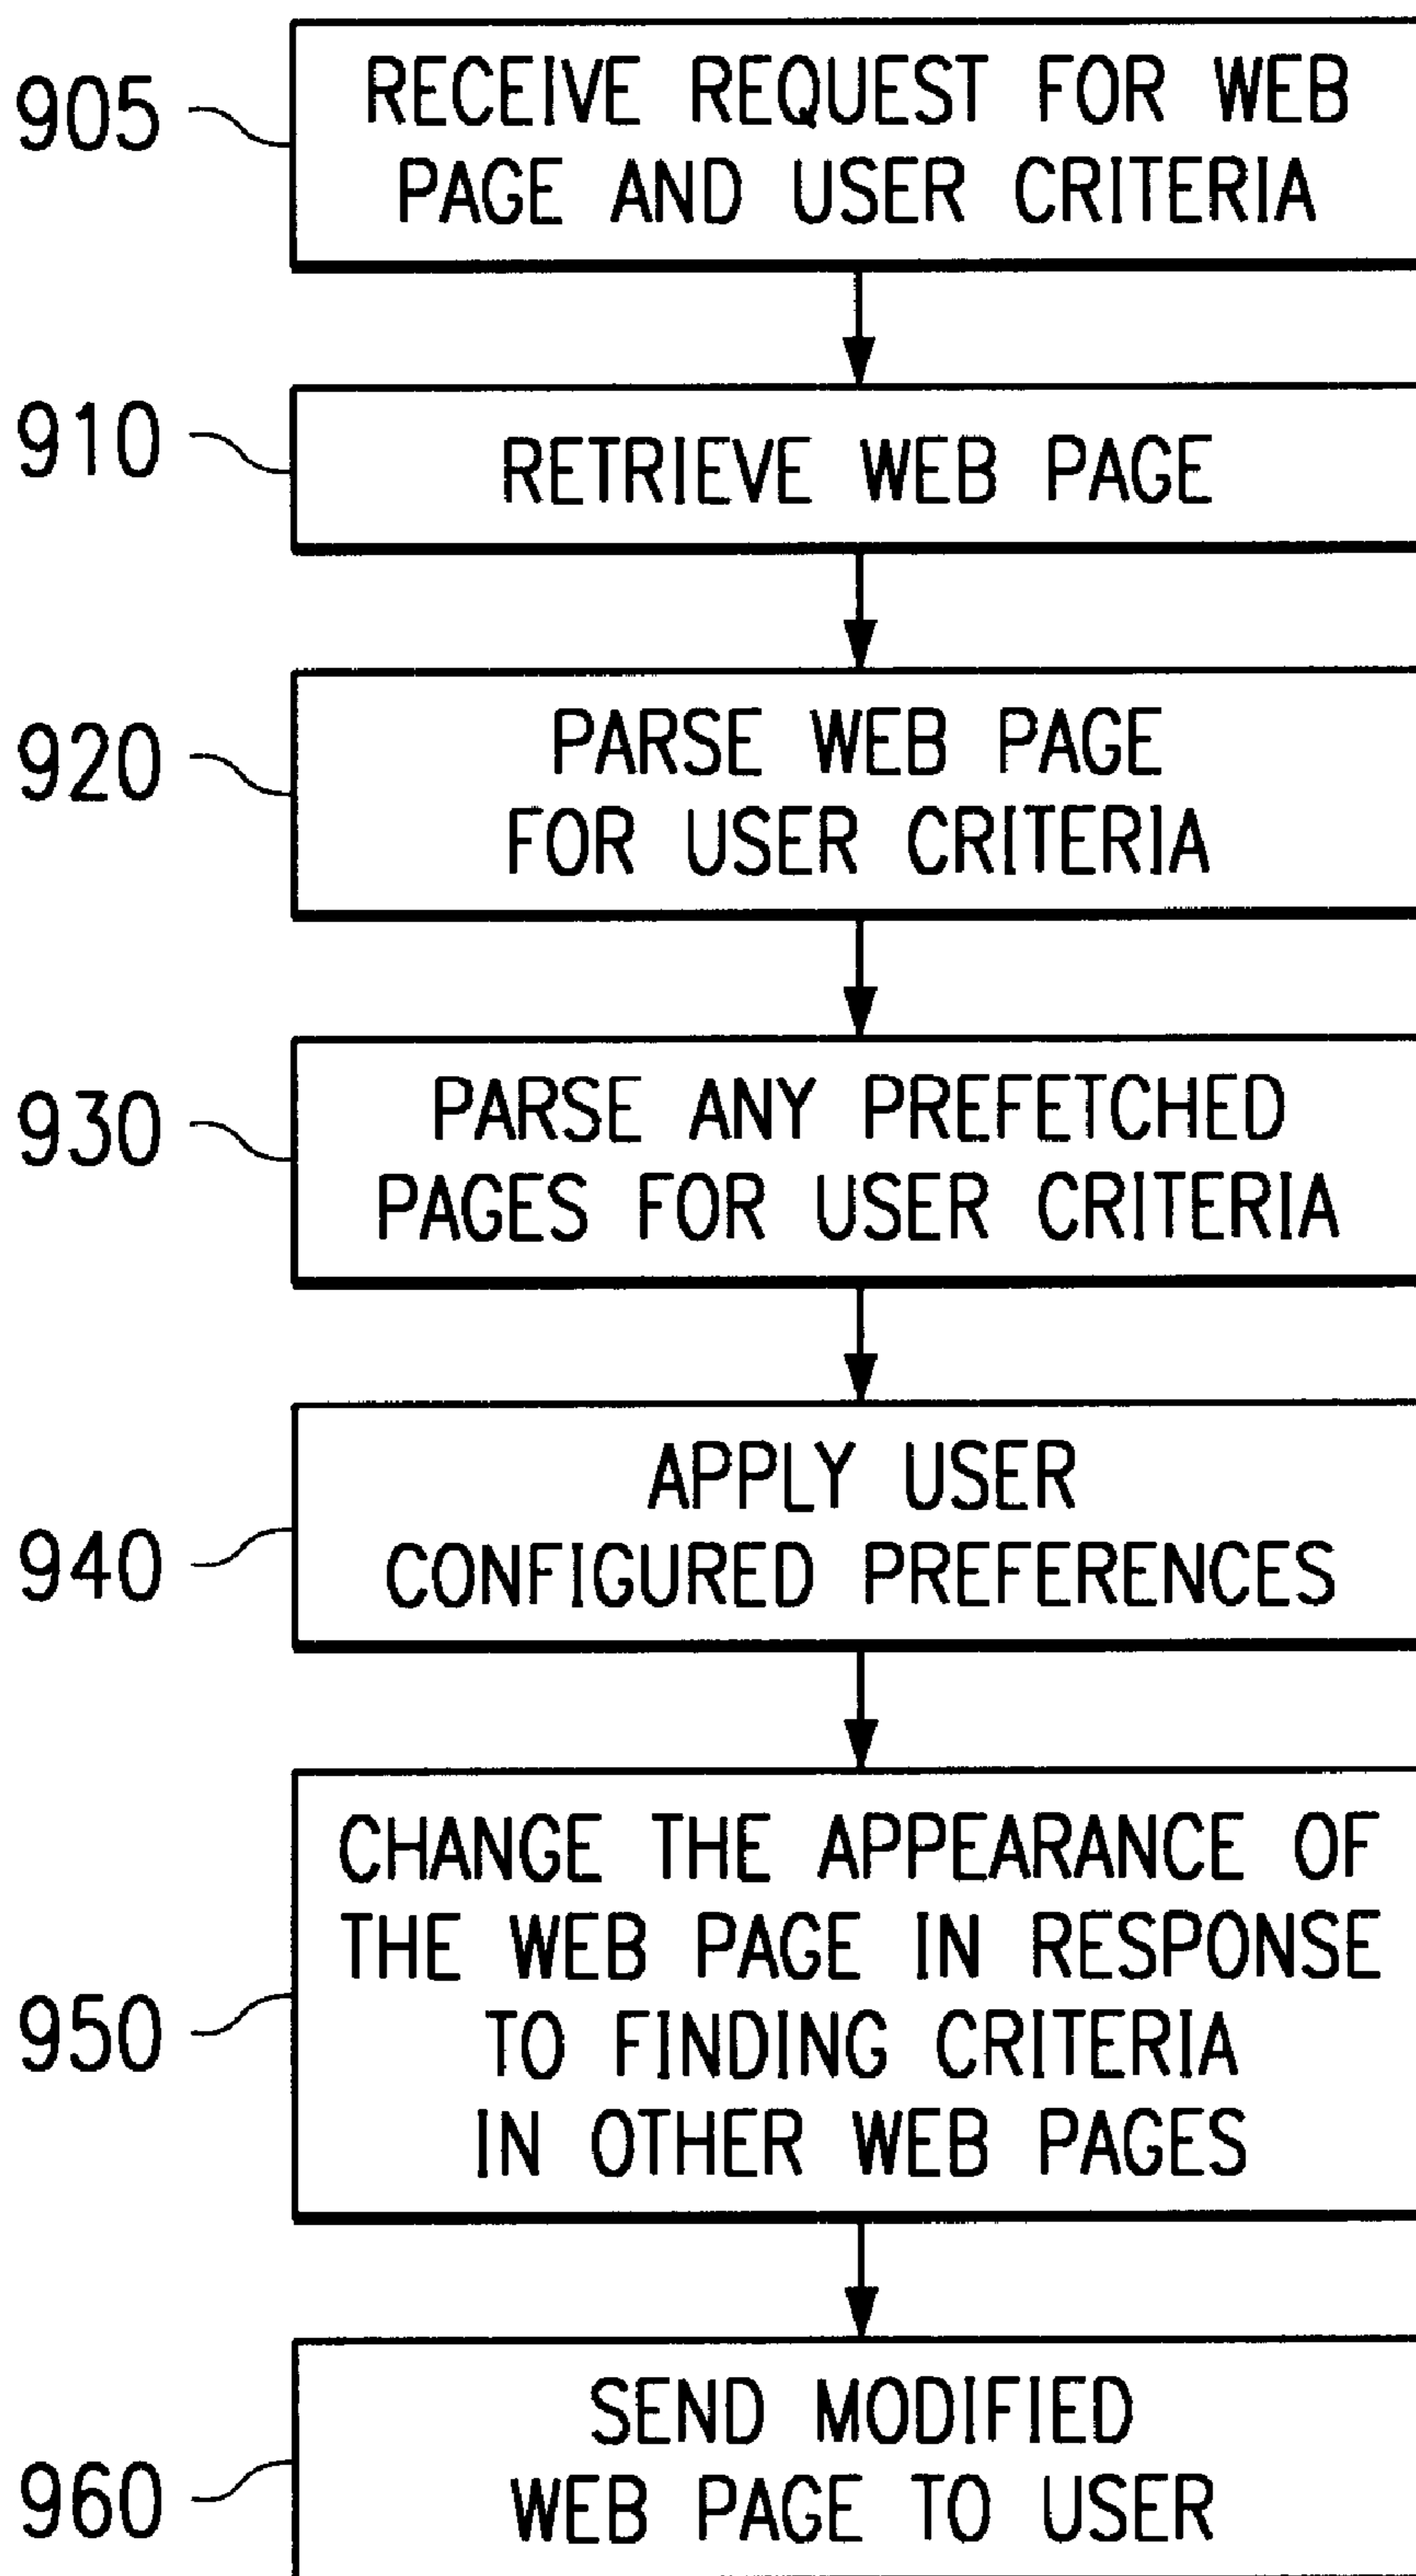 905
RECEIVE REQUEST FOR WEB
PAGE AND USER CRITERIA
910
RETRIEVE WEB PAGE
920
PARSE WEB PAGE
FOR USER CRITERIA
930
PARSE ANY PREFETCHED
PAGES FOR USER CRITERIA
940
APPLY USER
CONFIGURED PREFERENCES
950
CHANGE THE APPEARANCE OF
THE WEB PAGE IN RESPONSE
TO FINDING CRITERIA
IN OTHER WEB PAGES
960
SEND MODIFIED
WEB PAGE TO USER